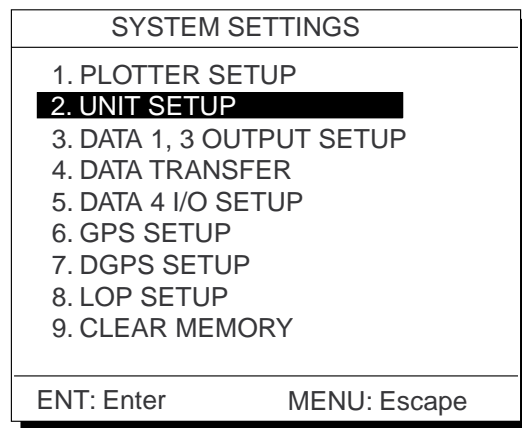 SYSTEM SETTINGS
1. PLOTTER SETUP
2. UNIT SETUP
3. DATA 1, 3 OUTPUT SETUP
4. DATA TRANSFER
5. DATA 4 I/O SETUP
6. GPS SETUP
7. DGPS SETUP
8. LOP SETUP
9. CLEAR MEMORY
ENT: Enter MENU: Escape